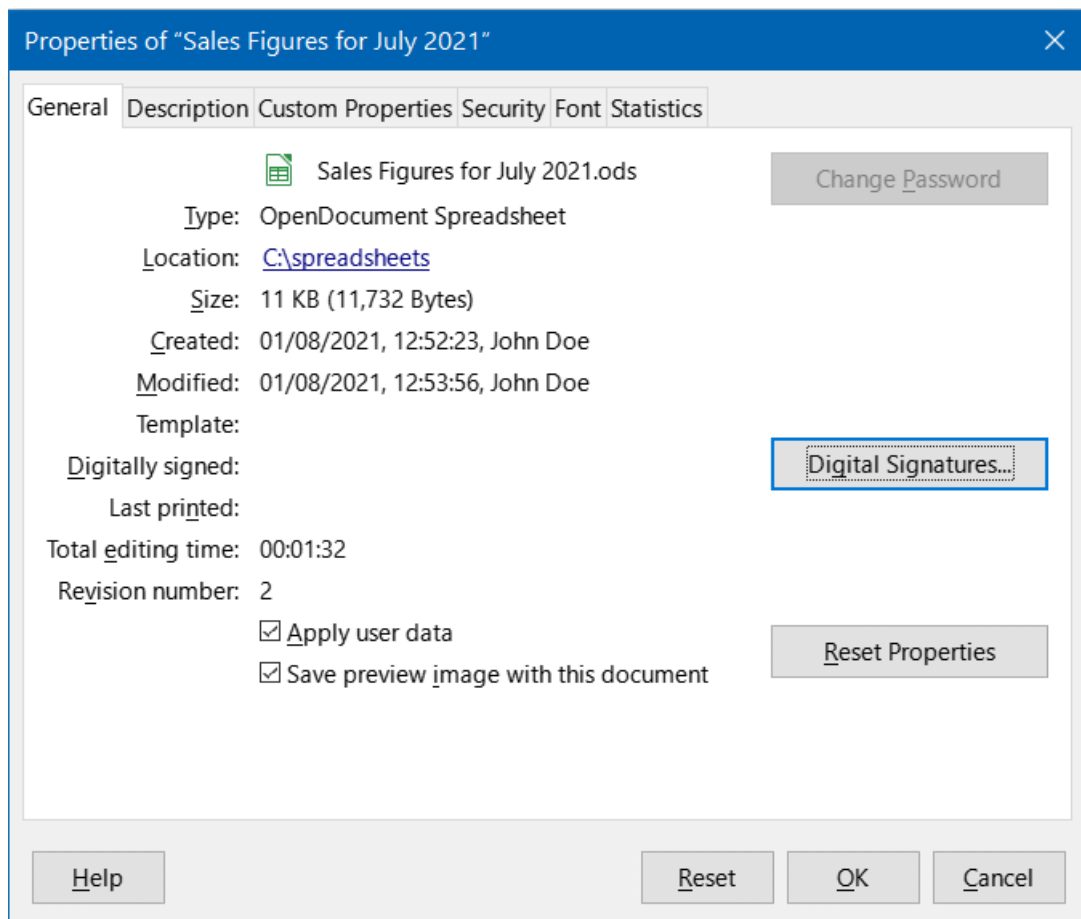 Properties of “Sales Figures for July 2021”
General Description Custom Properties Security Font Statistics
Sales Figures for July 2021.ods
Change Password
Type: OpenDocument Spreadsheet
Location: C:\spreadsheets
Size: 11 KB (11,732 Bytes)
Created: 01/08/2021, 12:52:23, John Doe
Modified: 01/08/2021, 12:53:56, John Doe
Template:
Digitally signed:
Digital Signatures...
Last printed:
Total editing time: 00:01:32
Revision number: 2
Apply user data
Reset Properties
Save preview image with this document
Help Reset OK Cancel